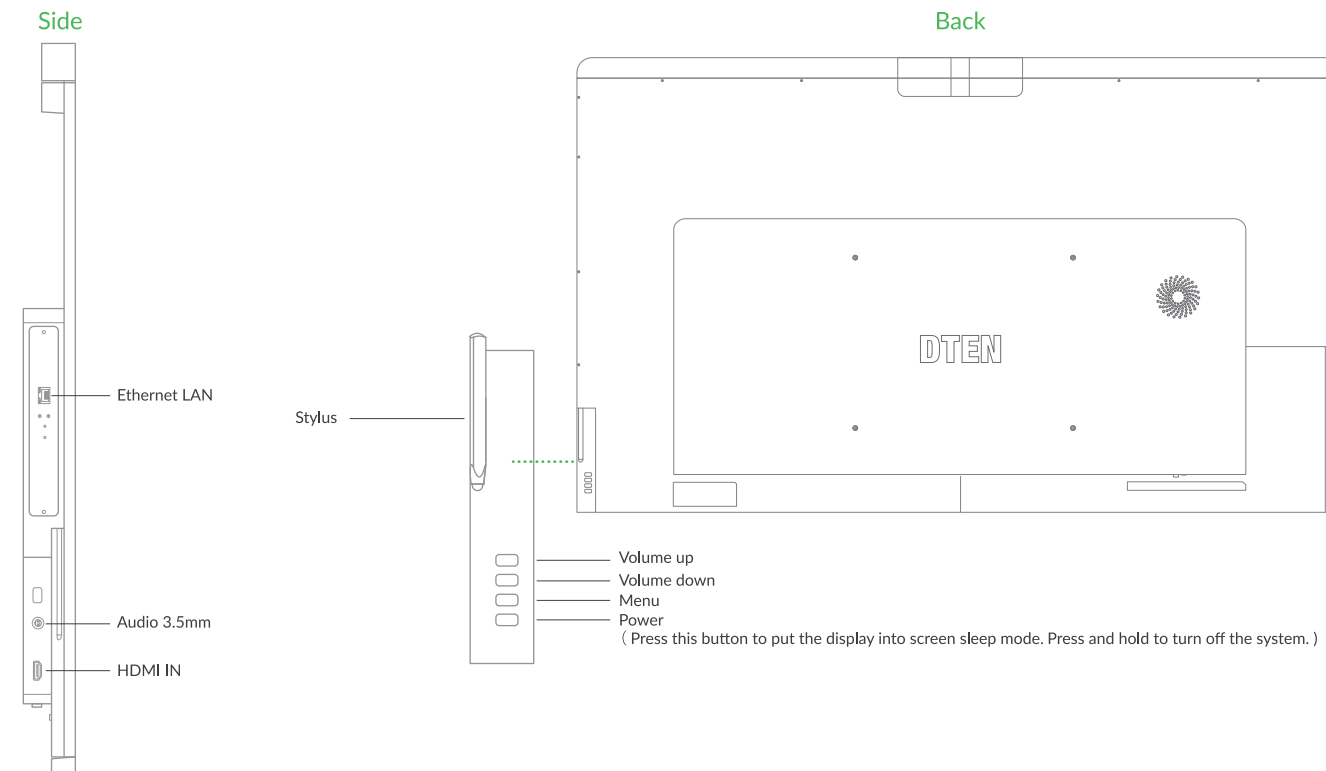 Side
Back
Ethernet LAN
Stylus
DTEN
Volume up
Volume down
Menu
Power
( Press this button to put the display into screen sleep mode. Press and hold to turn off the system. )
Audio 3.5mm
HDMI IN